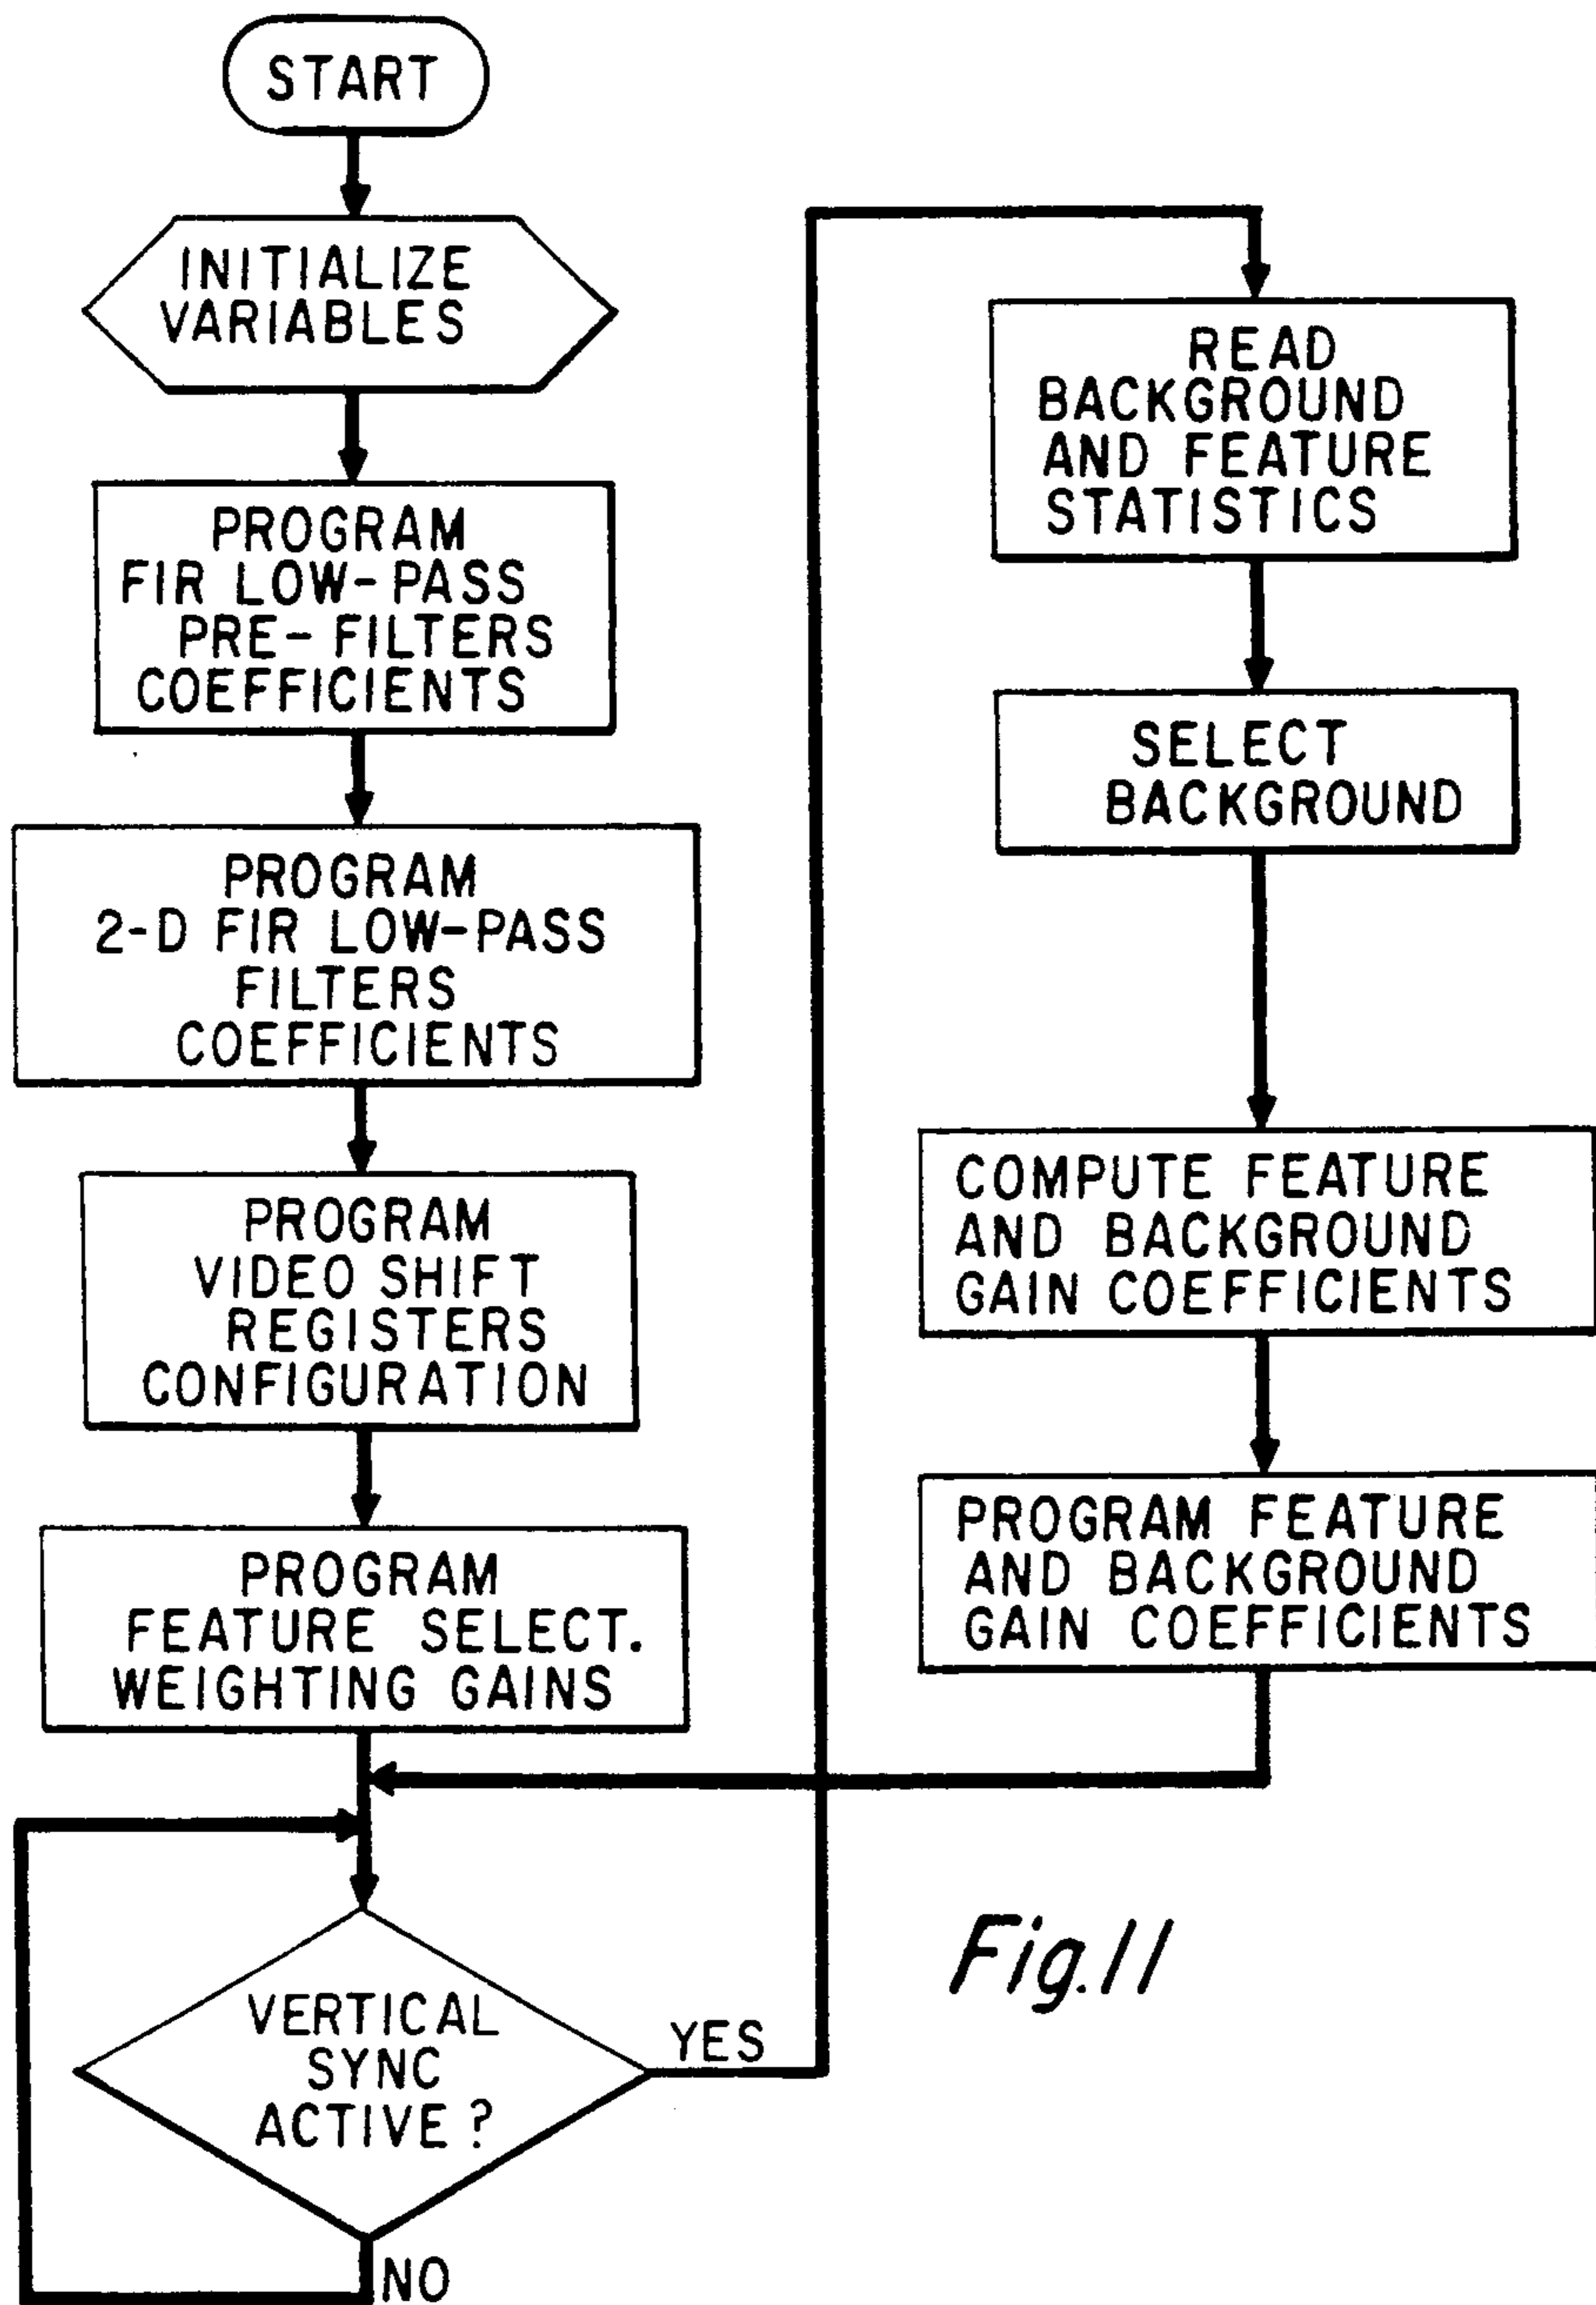 START
INITIALIZE
VARIABLES
PROGRAM
FIR LOW-PASS
PRE-FILTERS
COEFFICIENTS
PROGRAM
2-D FIR LOW-PASS
FILTERS
COEFFICIENTS
PROGRAM
VIDEO SHIFT
REGISTERS
CONFIGURATION
PROGRAM
FEATURE SELECT.
WEIGHTING GAINS
VERTICAL
SYNC
ACTIVE ?
YES
NO
READ
BACKGROUND
AND FEATURE
STATISTICS
SELECT
BACKGROUND
COMPUTE FEATURE
AND BACKGROUND
GAIN COEFFICIENTS
PROGRAM FEATURE
AND BACKGROUND
GAIN COEFFICIENTS
Fig.11